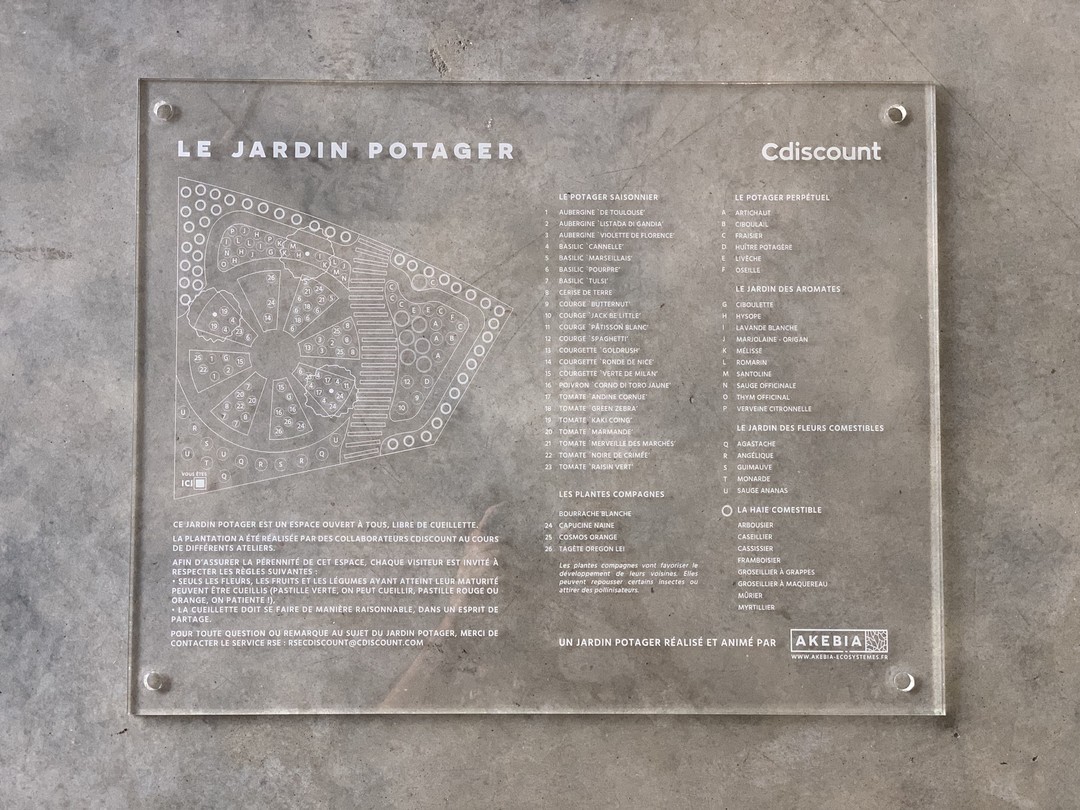 LE JARDIN POTAGER
Cdiscount
VOUS ÊTES
ICI
CE JARDIN POTAGER EST UN ESPACE OUVERT À TOUS, LIBRE DE CUEILLETTE.
LA PLANTATION A ÉTÉ RÉALISÉE PAR DES COLLABORATEURS CDISCOUNT AU COURS
DE DIFFÉRENTS ATELIERS.
AFIN D'ASSURER LA PÉRENNITÉ DE CET ESPACE, CHAQUE VISITEUR EST INVITÉ À
RESPECTER LES RÈGLES SUIVANTES :
• SEULS LES FLEURS, LES FRUITS ET LES LÉGUMES AYANT ATTEINT LEUR MATURITÉ
PEUVENT ÊTRE CUEILLIS (PASTILLE VERTE, ON PEUT CUEILLIR, PASTILLE ROUGE OU
ORANGE, ON PATIENTE !),
• LA CUEILLETTE DOIT SE FAIRE DE MANIÈRE RAISONNABLE, DANS UN ESPRIT DE
PARTAGE.
POUR TOUTE QUESTION OU REMARQUE AU SUJET DU JARDIN POTAGER, MERCI DE
CONTACTER LE SERVICE RSE : RSECDISCOUNT@CDISCOUNT.COM
LE POTAGER SAISONNIER
1 AUBERGINE 'DE TOULOUSE'
2 AUBERGINE 'LISTADA DI GANDIA'
3 AUBERGINE 'VIOLETTE DE FLORENCE'
4 BASILIC 'CANNELLE'
5 BASILIC 'MARSEILLAIS'
6 BASILIC 'POURPRE'
7 BASILIC 'TULSI'
8 CERISE DE TERRE
9 COURGE 'BUTTERNUT'
10 COURGE 'JACK BE LITTLE'
11 COURGE 'PÂTISSON BLANC'
12 COURGE 'SPAGHETTI'
13 COURGETTE 'GOLDRUSH'
14 COURGETTE 'RONDE DE NICE'
15 COURGETTE 'VERTE DE MILAN'
16 POIVRON 'CORNO DI TORO JAUNE'
17 TOMATE 'ANDINE CORNUE'
18 TOMATE 'GREEN ZEBRA'
19 TOMATE 'KAKI COING'
20 TOMATE 'MARMANDE'
21 TOMATE 'MERVEILLE DES MARCHÉS'
22 TOMATE 'NOIRE DE CRIMÉE'
23 TOMATE 'RAISIN VERT'
LES PLANTES COMPAGNES
BOURRACHE BLANCHE
24 CAPUCINE NAINE
25 COSMOS ORANGE
26 TAGÈTE OREGON LEI
Les plantes compagnes vont favoriser le
développement de leurs voisines. Elles
peuvent repousser certains insectes ou
attirer des pollinisateurs.
LE POTAGER PERPÉTUEL
A ARTICHAUT
B CIBOULAIL
C FRAISIER
D HUÎTRE POTAGÈRE
E LIVÈCHE
F OSEILLE
LE JARDIN DES AROMATES
G CIBOULETTE
H HYSOPE
I LAVANDE BLANCHE
J MARJOLAINE - ORIGAN
K MÉLISSE
L ROMARIN
M SANTOLINE
N SAUGE OFFICINALE
O THYM OFFICINAL
P VERVEINE CITRONNELLE
LE JARDIN DES FLEURS COMESTIBLES
Q AGASTACHE
R ANGÉLIQUE
S GUIMAUVE
T MONARDE
U SAUGE ANANAS
LA HAIE COMESTIBLE
ARBOUSIER
CASEILLIER
CASSISSIER
FRAMBOISIER
GROSEILLIER À GRAPPES
GROSEILLIER À MAQUEREAU
MÛRIER
MYRTILLIER
UN JARDIN POTAGER RÉALISÉ ET ANIMÉ PAR
AKEBIA
WWW.AKEBIA-ECOSYSTEMES.FR